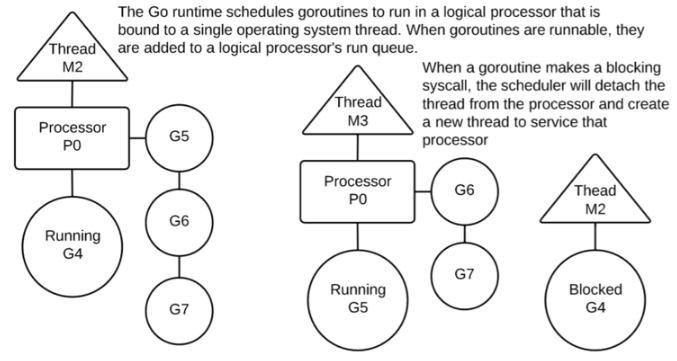 The Go runtime schedules goroutines to run in a logical processor that is
bound to a single operating system thread. When goroutines are runnable, they
are added to a logical processor's run queue.
Thread
M2
Processor
P0
G5
Running
G4
G6
G7
When a goroutine makes a blocking
syscall, the scheduler will detach the
thread from the processor and create
a new thread to service that
processor
Thread
M3
Processor
P0
G6
Running
G5
G7
Thead
M2
Blocked
G4